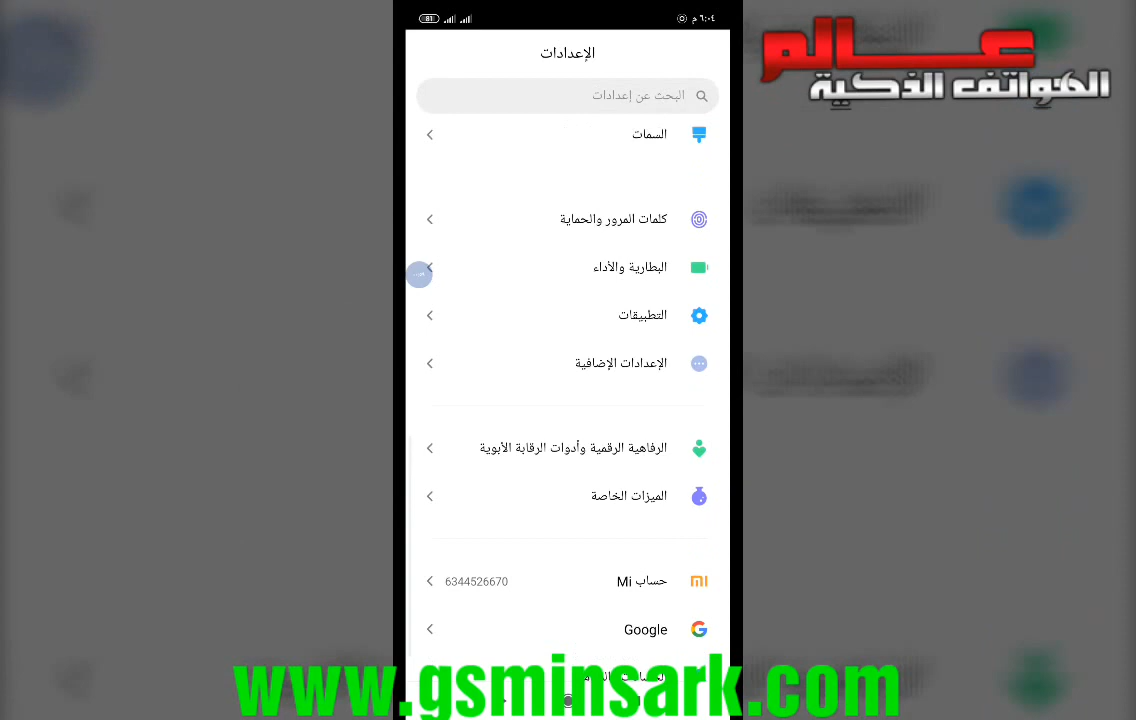 81
٦:٠٤ م
عالم
الهواتف الذكية
الإعدادات
البحث عن إعدادات
السمات
كلمات المرور والحماية
البطارية والأداء
التطبيقات
الإعدادات الإضافية
الرفاهية الرقمية وأدوات الرقابة الأبوية
الميزات الخاصة
حساب Mi
6344526670
Google
www.gsminsark.com